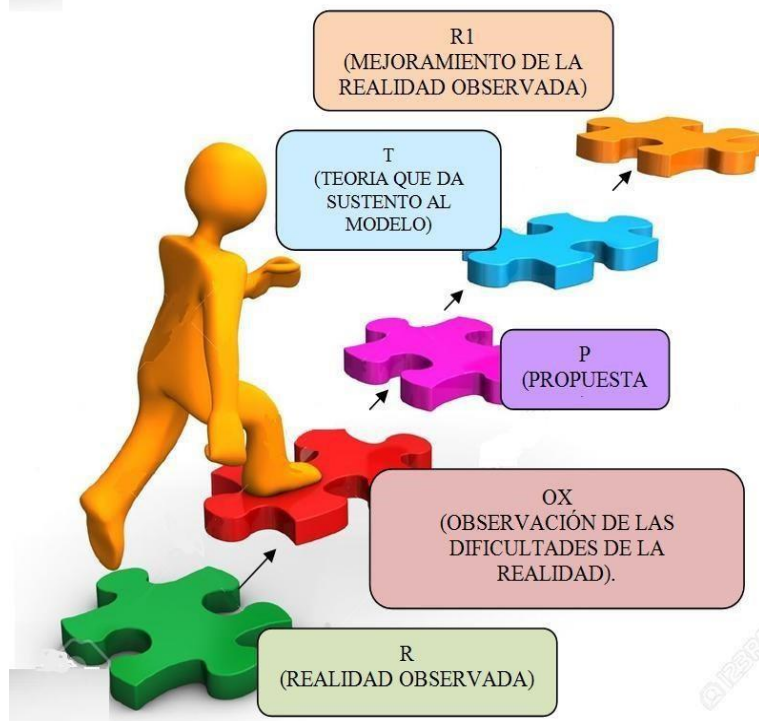 R1
(MEJORAMIENTO DE LA
REALIDAD OBSERVADA)
T
(TEORIA QUE DA
SUSTENTO AL
MODELO)
P
(PROPUESTA
OX
(OBSERVACIÓN DE LAS
DIFICULTADES DE LA
REALIDAD).
R
(REALIDAD OBSERVADA)